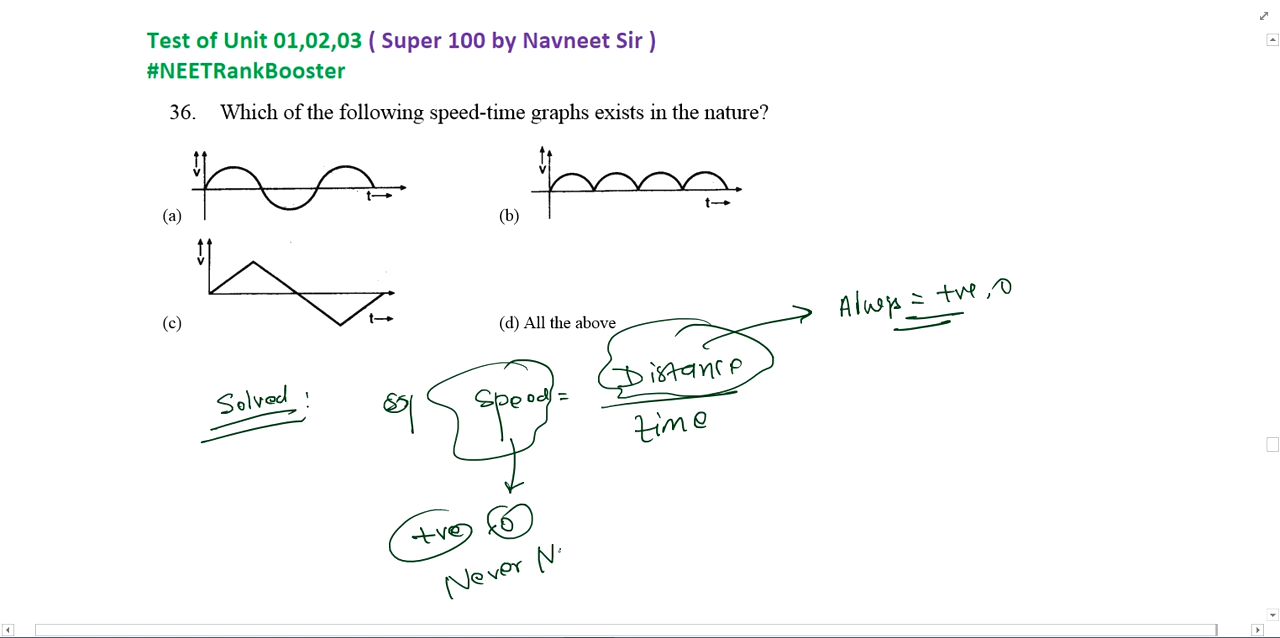 Test of Unit 01,02,03 ( Super 100 by Navneet Sir )
#NEETRankBooster
36. Which of the following speed-time graphs exists in the nature?
v
t
(a)
v
t
(b)
v
t
(c)
(d) All the above
Always = +ve, 0
Solved :
Speed = Distance
time
+ve 0
Never N